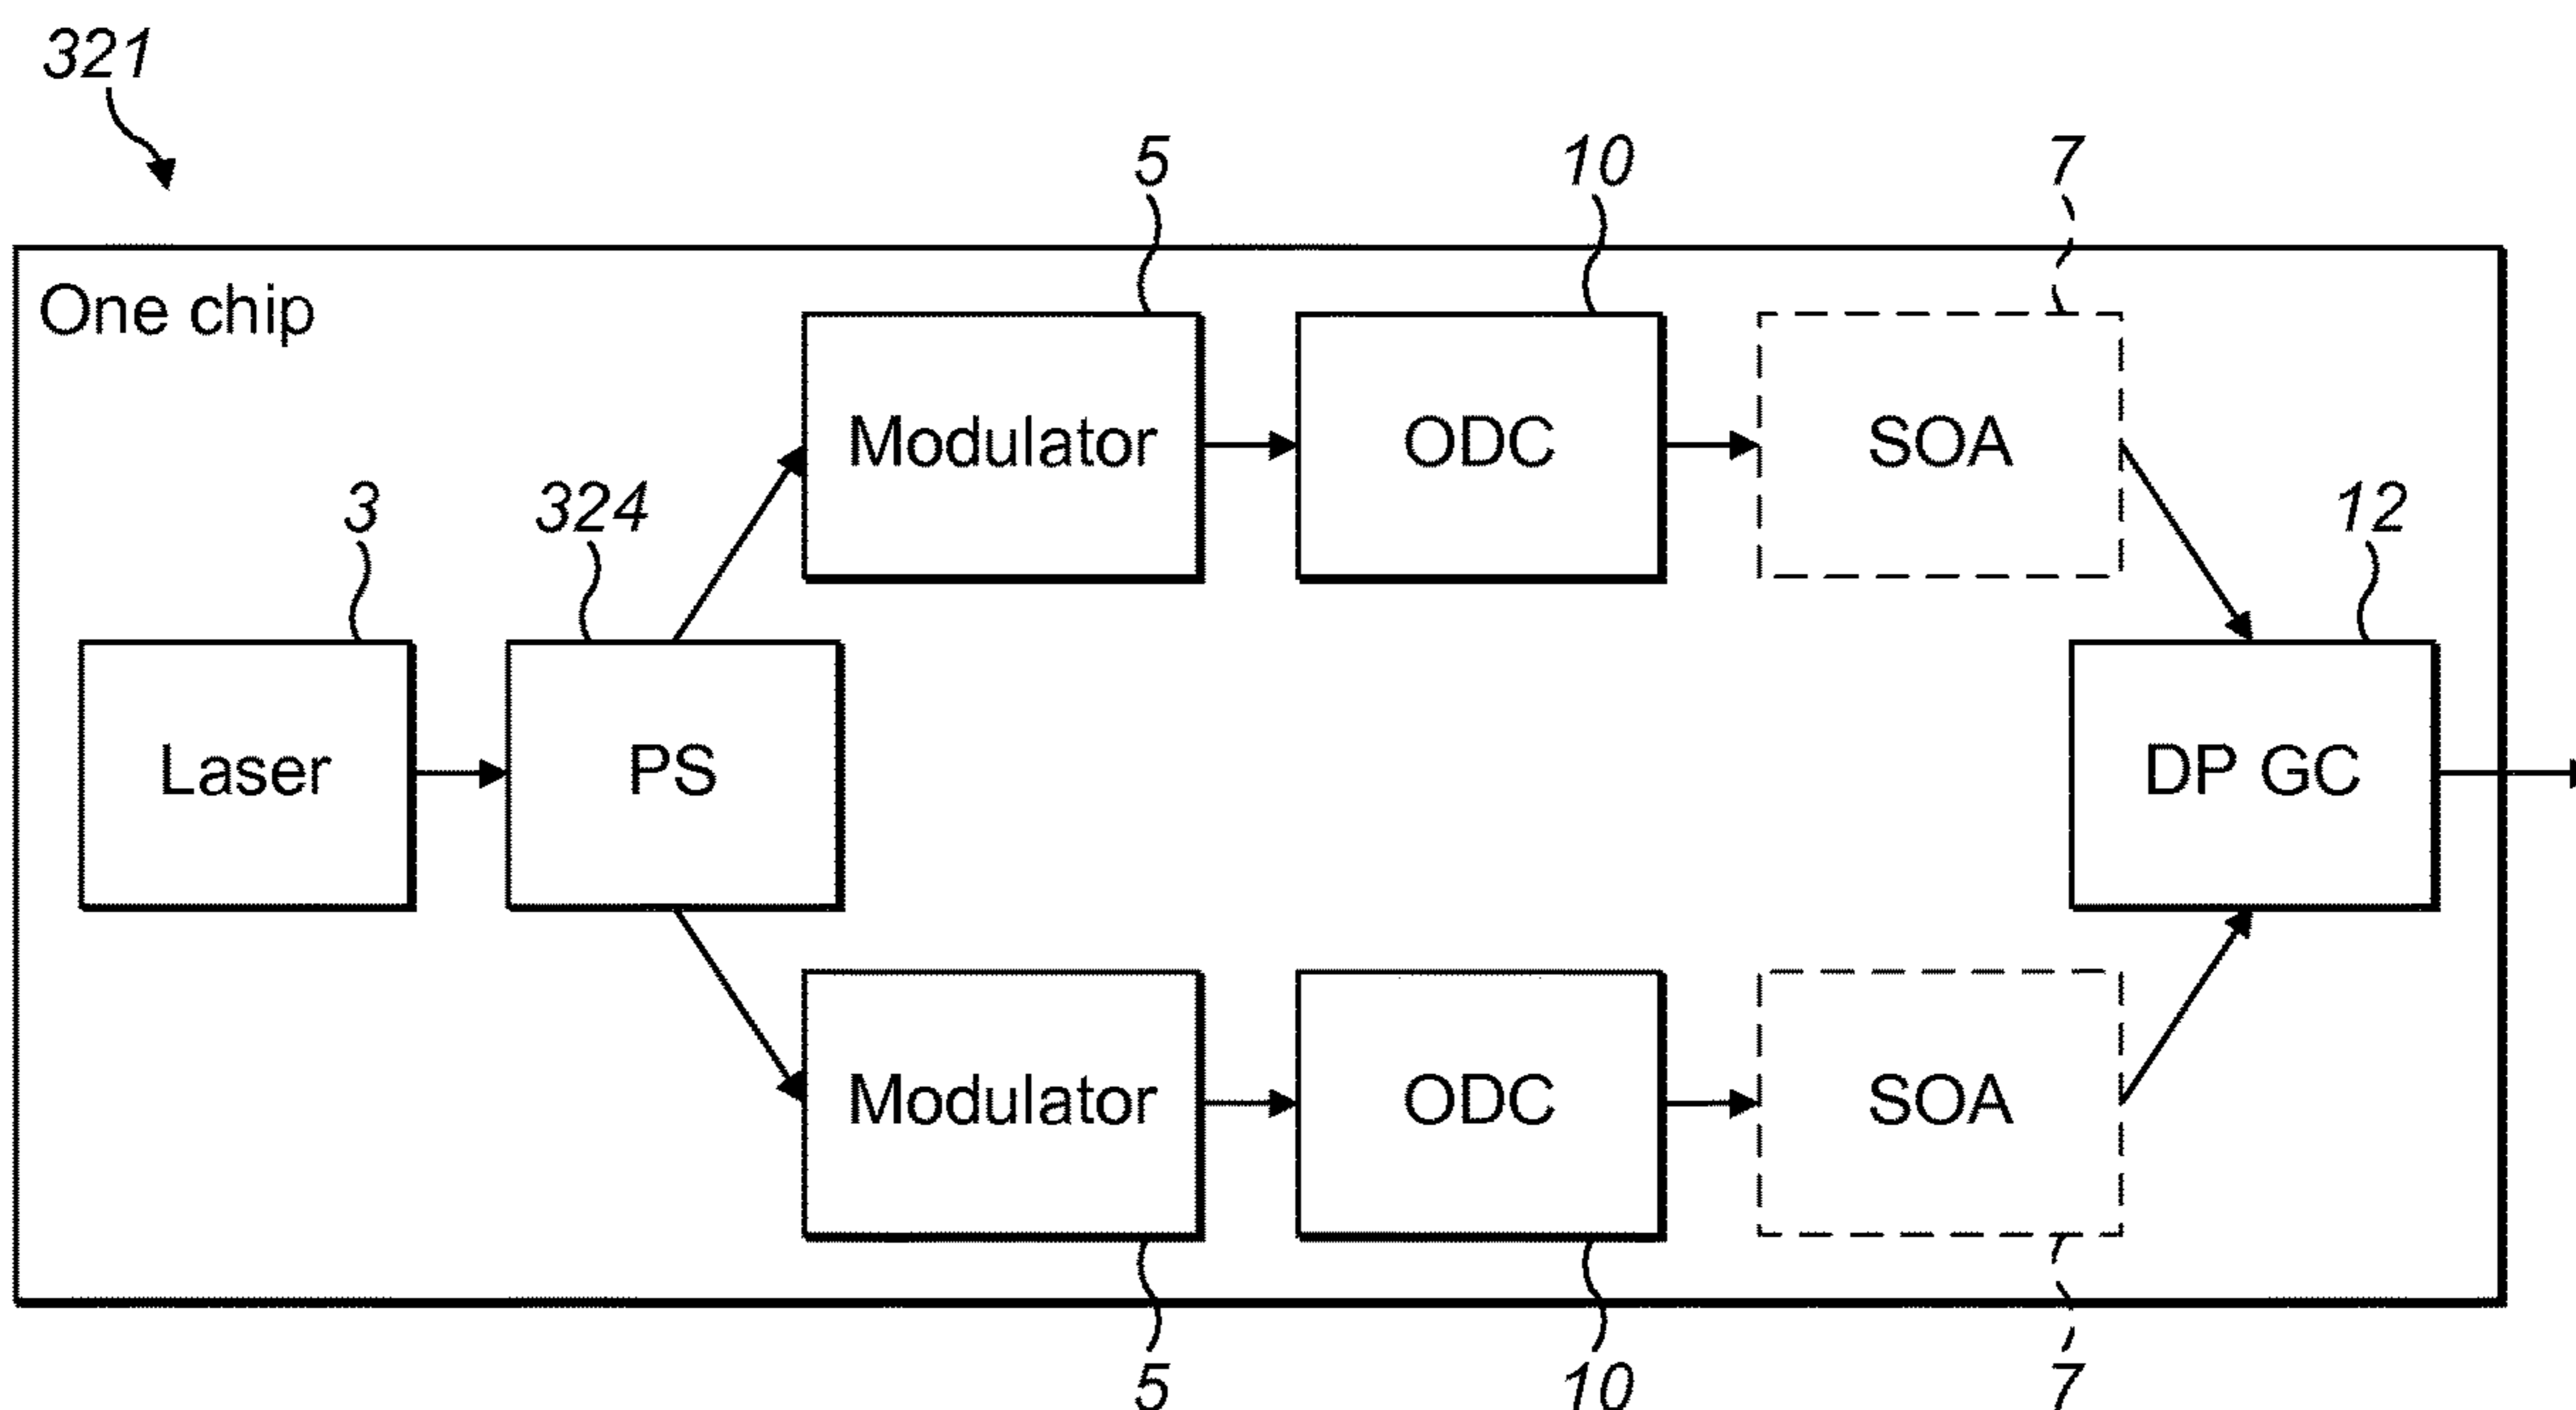 321
5 10 7
One chip
Modulator ODC SOA
3 324 12
Laser PS DP GC
Modulator ODC SOA
5 10 7